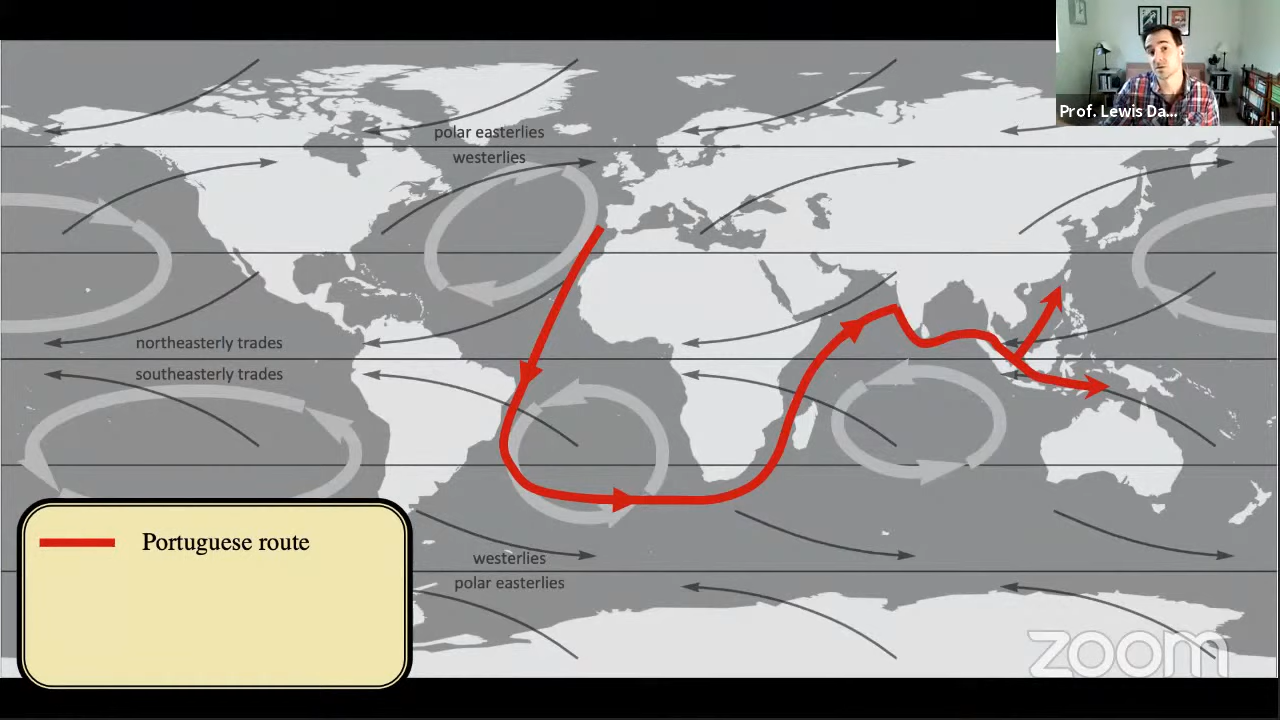 Prof. Lewis Da...
polar easterlies
westerlies
northeasterly trades
southeasterly trades
Portuguese route
westerlies
polar easterlies
zoom